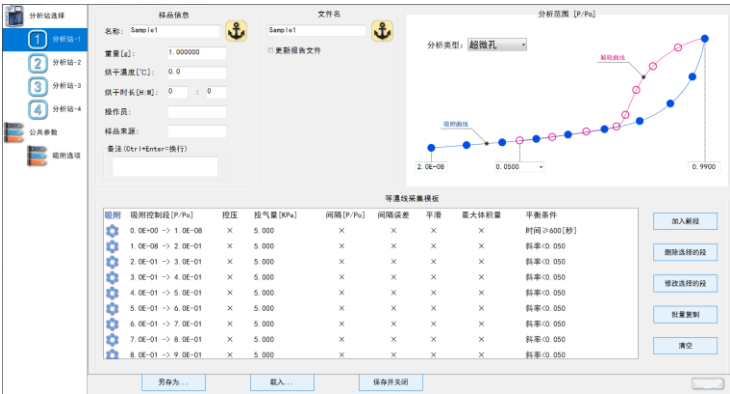 分析站选择
分析站-1
分析站-2
分析站-3
分析站-4
公共参数
吸附选项
样品信息
名称: Sample1
重量[g]: 1.000000
烘干温度[℃]: 0.0
烘干时长[H:M]: 0 : 0
操作员:
样品来源:
备注(Ctrl+Enter=换行)
文件名
Sample1
更新报告文件
分析范围 [P/Po]
分析类型: 超微孔
解吸曲线
吸附曲线
2.0E-08 0.0500 0.9900
等温线采集模板
吸附 吸附控制段[P/Po] 控压 投气量[KPa] 间隔[P/Po] 间隔误差 平滑 最大体积量 平衡条件
0.0E+00 -> 1.0E-08 × 5.000 × × × × 时间≥600[秒]
1.0E-08 -> 2.0E-01 × 5.000 × × × × 斜率<0.050
2.0E-01 -> 3.0E-01 × 5.000 × × × × 斜率<0.050
3.0E-01 -> 4.0E-01 × 5.000 × × × × 斜率<0.050
4.0E-01 -> 5.0E-01 × 5.000 × × × × 斜率<0.050
5.0E-01 -> 6.0E-01 × 5.000 × × × × 斜率<0.050
6.0E-01 -> 7.0E-01 × 5.000 × × × × 斜率<0.050
7.0E-01 -> 8.0E-01 × 5.000 × × × × 斜率<0.050
8.0E-01 -> 9.0E-01 × 5.000 × × × × 斜率<0.050
加入新段
删除选择的段
修改选择的段
批量复制
清空
另存为... 载入... 保存并关闭